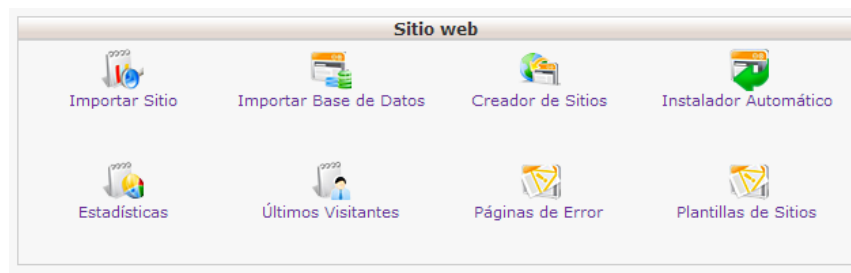 Sitio web
Importar Sitio
Importar Base de Datos
Creador de Sitios
Instalador Automático
Estadísticas
Últimos Visitantes
Páginas de Error
Plantillas de Sitios